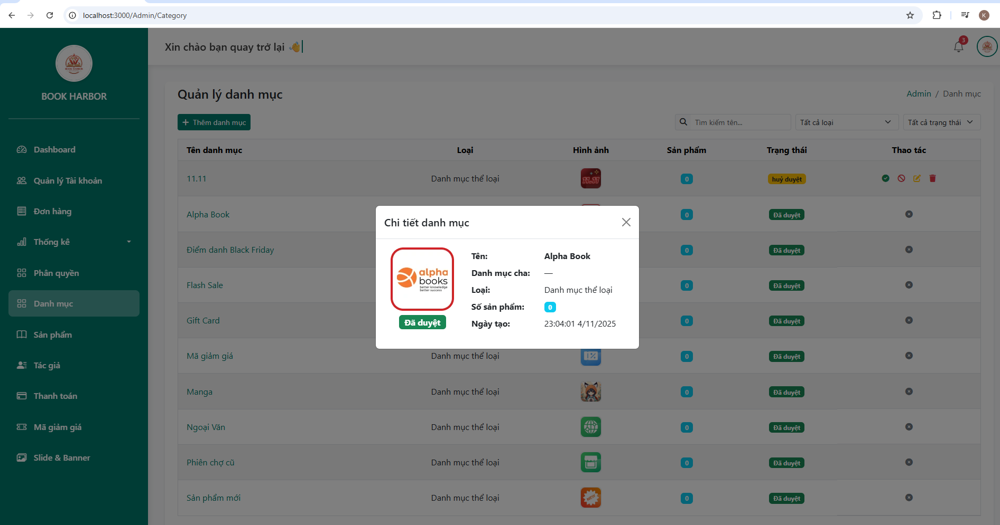 localhost:3000/Admin/Category
K
BOOK HARBOR
BOOK HARBOR
Dashboard
Quản lý Tài khoản
Đơn hàng
Thống kê
Phân quyền
Danh mục
Sản phẩm
Tác giả
Thanh toán
Mã giảm giá
Slide & Banner
Xin chào bạn quay trở lại 👋
3
Quản lý danh mục
Admin / Danh mục
Thêm danh mục
Tìm kiếm tên...
Tất cả loại
Tất cả trạng thái
Tên danh mục Loại Hình ảnh Sản phẩm Trạng thái Thao tác
11.11 Danh mục thể loại 11.11 0 huỷ duyệt
Alpha Book 0 Đã duyệt
Điểm danh Black Friday 0 Đã duyệt
Flash Sale 0 Đã duyệt
Gift Card 0 Đã duyệt
Mã giảm giá Danh mục thể loại % 0 Đã duyệt
Manga Danh mục thể loại 0 Đã duyệt
Ngoại Văn Danh mục thể loại 0 Đã duyệt
Phiên chợ cũ Danh mục thể loại 0 Đã duyệt
Sản phẩm mới Danh mục thể loại NEW 0 Đã duyệt
Chi tiết danh mục
alpha
books
better knowledge
better success
Đã duyệt
Tên: Alpha Book
Danh mục cha: —
Loại: Danh mục thể loại
Số sản phẩm: 0
Ngày tạo: 23:04:01 4/11/2025